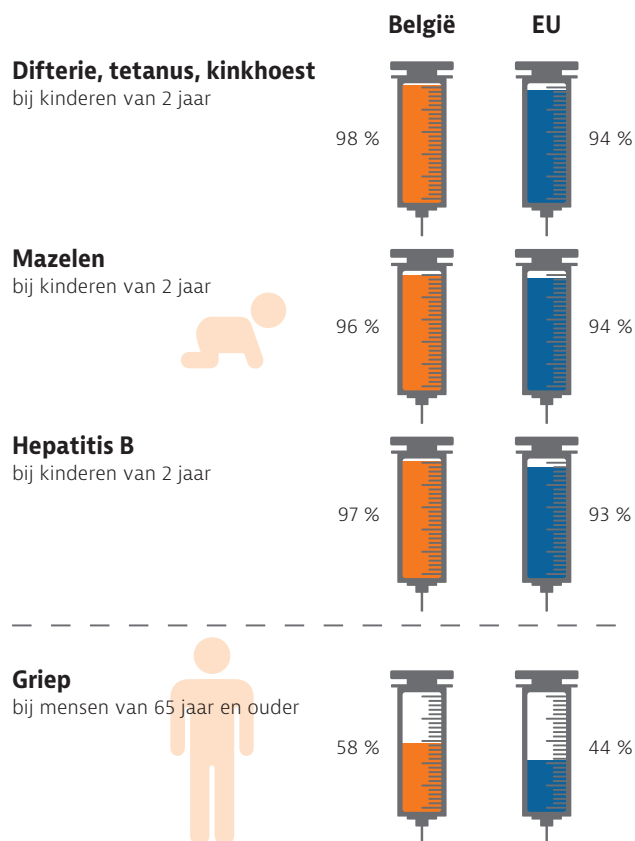 België EU
Difterie, tetanus, kinkhoest
bij kinderen van 2 jaar
98 % 94 %
Mazelen
bij kinderen van 2 jaar
96 % 94 %
Hepatitis B
bij kinderen van 2 jaar
97 % 93 %
Griep
bij mensen van 65 jaar en ouder
58 % 44 %